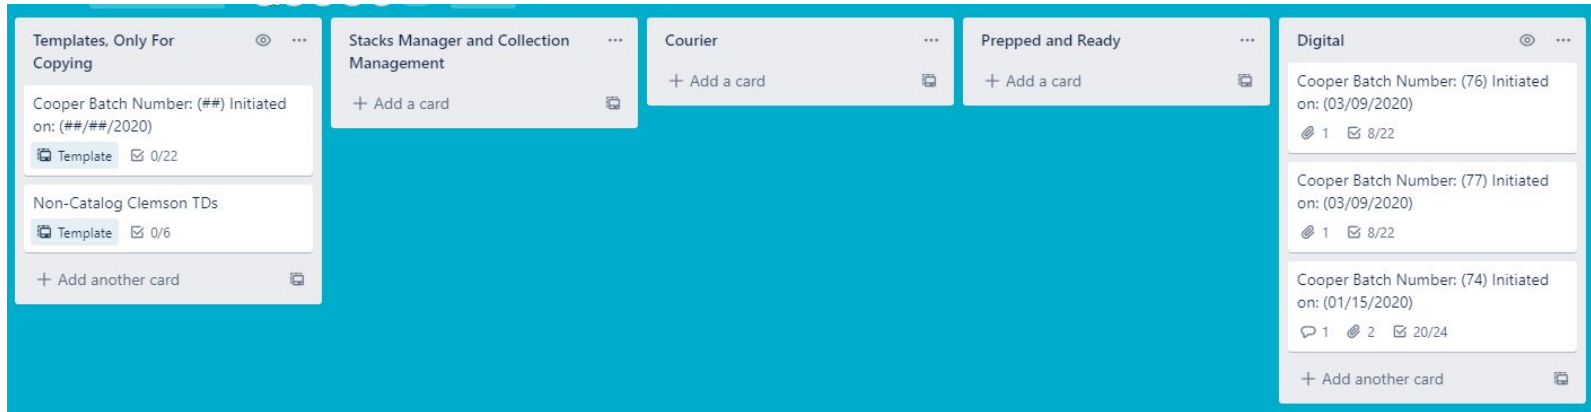 Templates, Only For
Copying
Cooper Batch Number: (##) Initiated
on: (##/##/2020)
Template 0/22
Non-Catalog Clemson TDs
Template 0/6
+ Add another card
Stacks Manager and Collection
Management
+ Add a card
Courier
+ Add a card
Prepped and Ready
+ Add a card
Digital
Cooper Batch Number: (76) Initiated
on: (03/09/2020)
1 8/22
Cooper Batch Number: (77) Initiated
on: (03/09/2020)
1 8/22
Cooper Batch Number: (74) Initiated
on: (01/15/2020)
1 2 20/24
+ Add another card